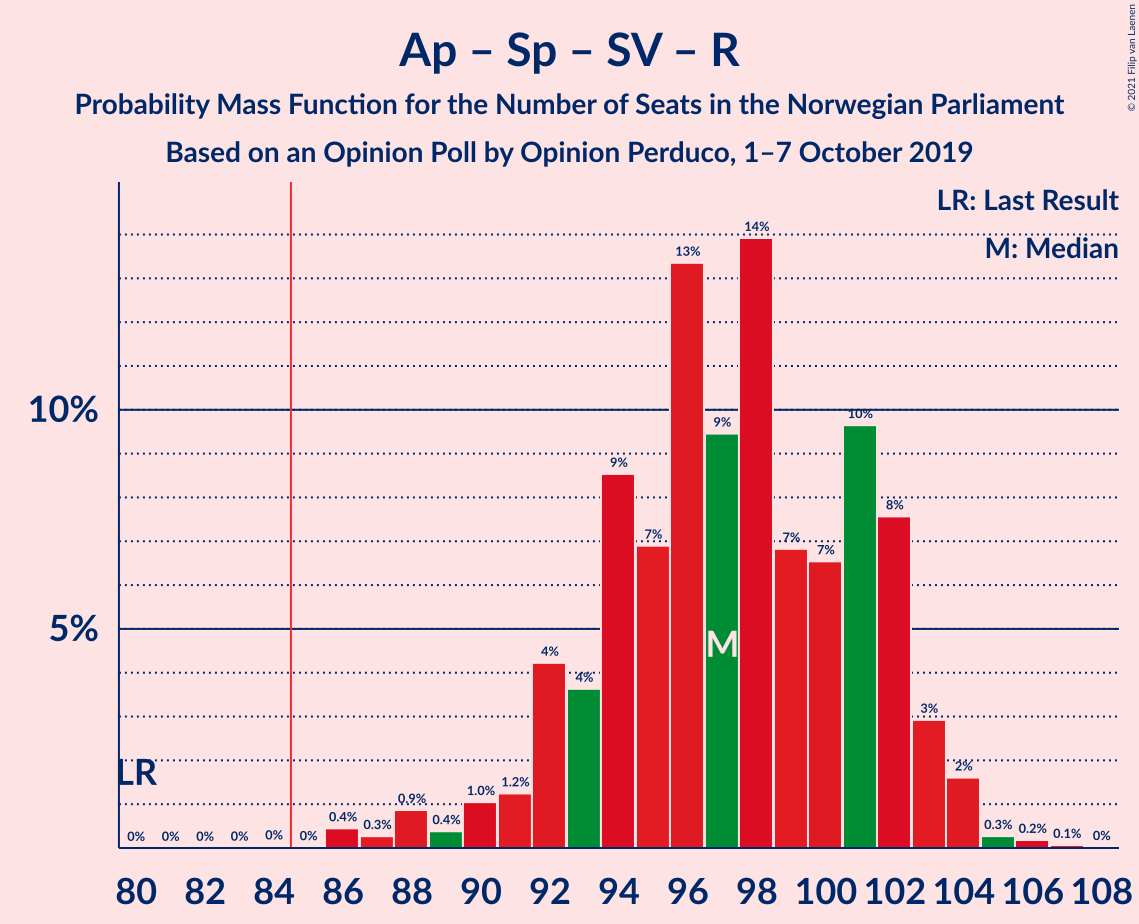 Ap – Sp – SV – R
Probability Mass Function for the Number of Seats in the Norwegian Parliament
Based on an Opinion Poll by Opinion Perduco, 1–7 October 2019
© 2021 Filip van Laenen
LR: Last Result
M: Median
10%
5%
LR
M
0% 0% 0% 0% 0% 0% 0.4% 0.3% 0.9% 0.4% 1.0% 1.2% 4% 4% 9% 7% 13% 9% 14% 7% 7% 10% 8% 3% 2% 0.3% 0.2% 0.1% 0%
80 82 84 86 88 90 92 94 96 98 100 102 104 106 108